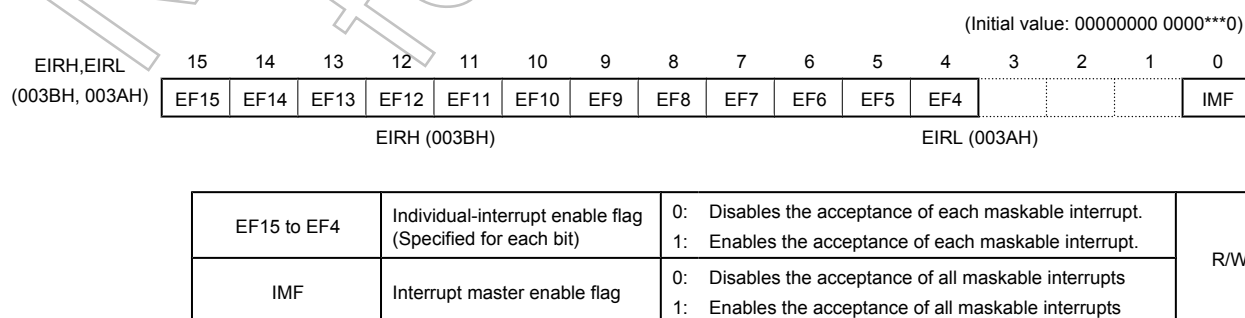 (Initial value: 00000000 0000***0)
EIRH,EIRL
(003BH, 003AH)
15 14 13 12 11 10 9 8 7 6 5 4 3 2 1 0
EF15 EF14 EF13 EF12 EF11 EF10 EF9 EF8 EF7 EF6 EF5 EF4 IMF
EIRH (003BH) EIRL (003AH)
EF15 to EF4
Individual-interrupt enable flag
(Specified for each bit)
0: Disables the acceptance of each maskable interrupt.
1: Enables the acceptance of each maskable interrupt.
R/W
IMF
Interrupt master enable flag
0: Disables the acceptance of all maskable interrupts
1: Enables the acceptance of all maskable interrupts